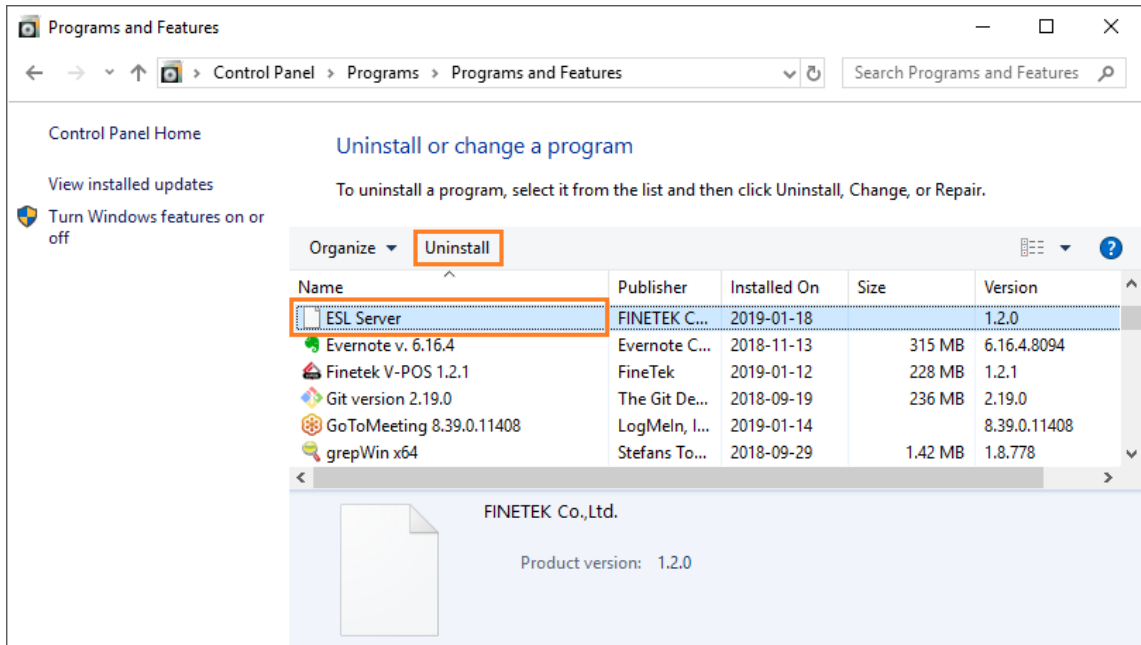 Programs and Features
Control Panel > Programs > Programs and Features
Search Programs and Features
Control Panel Home
View installed updates
Turn Windows features on or
off
Uninstall or change a program
To uninstall a program, select it from the list and then click Uninstall, Change, or Repair.
Organize Uninstall
Name Publisher Installed On Size Version
ESL Server FINETEK C... 2019-01-18 1.2.0
Evernote v. 6.16.4 Evernote C... 2018-11-13 315 MB 6.16.4.8094
Finetek V-POS 1.2.1 FineTek 2019-01-12 228 MB 1.2.1
Git version 2.19.0 The Git De... 2018-09-19 236 MB 2.19.0
GoToMeeting 8.39.0.11408 LogMeIn, I... 2019-01-14 8.39.0.11408
grepWin x64 Stefans To... 2018-09-29 1.42 MB 1.8.778
FINETEK Co.,Ltd.
Product version: 1.2.0